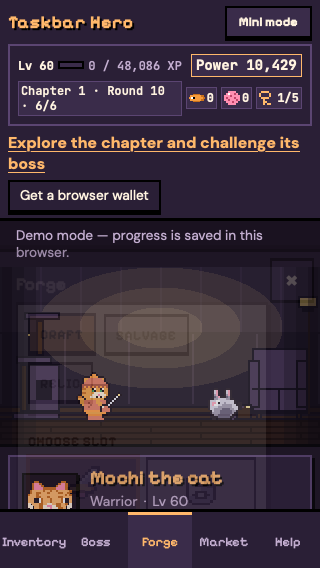 Taskbar Hero
Mini mode
Lv 60 0 / 48,086 XP
Power 10,429
Chapter 1 · Round 10
· 6/6
0 0 1/5
Explore the chapter and challenge its
boss
Get a browser wallet
Demo mode — progress is saved in this
browser.
Forge
✖
CRAFT SALVAGE
RELIC
CHOOSE SLOT
Mochi the cat
Warrior · Lv 60
Inventory Boss Forge Market Help